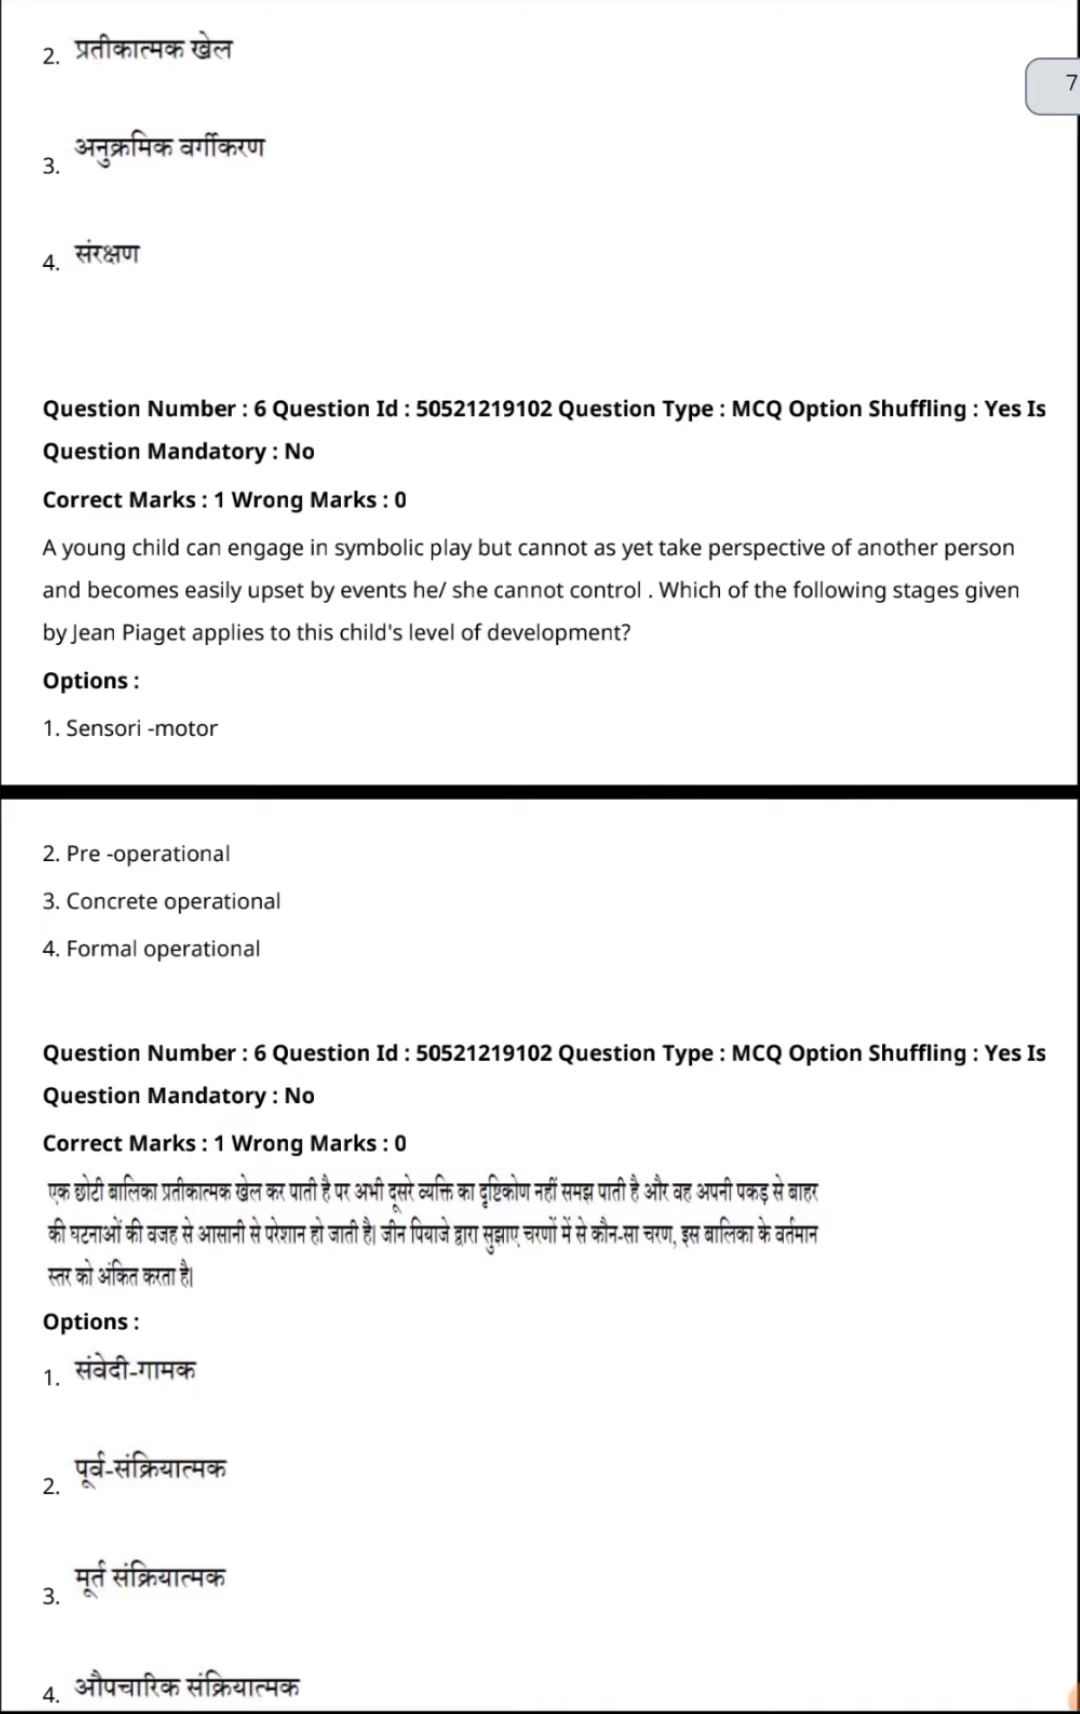 2. प्रतीकात्मक खेल
7
3. अनुक्रमिक वर्गीकरण
4. संरक्षण
Question Number : 6 Question Id : 50521219102 Question Type : MCQ Option Shuffling : Yes Is
Question Mandatory : No
Correct Marks : 1 Wrong Marks : 0
A young child can engage in symbolic play but cannot as yet take perspective of another person
and becomes easily upset by events he/ she cannot control . Which of the following stages given
by Jean Piaget applies to this child's level of development?
Options :
1. Sensori -motor
2. Pre -operational
3. Concrete operational
4. Formal operational
Question Number : 6 Question Id : 50521219102 Question Type : MCQ Option Shuffling : Yes Is
Question Mandatory : No
Correct Marks : 1 Wrong Marks : 0
एक छोटी बालिका प्रतीकात्मक खेल कर पाती है पर अभी दूसरे व्यक्ति का दृष्टिकोण नहीं समझ पाती है और वह अपनी पकड़ से बाहर
की घटनाओं की वजह से आसानी से परेशान हो जाती है। जीन पियाजे द्वारा सुझाए चरणों में से कौन-सा चरण, इस बालिका के वर्तमान
स्तर को अंकित करता है।
Options :
1. संवेदी-गामक
2. पूर्व-संक्रियात्मक
3. मूर्त संक्रियात्मक
4. औपचारिक संक्रियात्मक